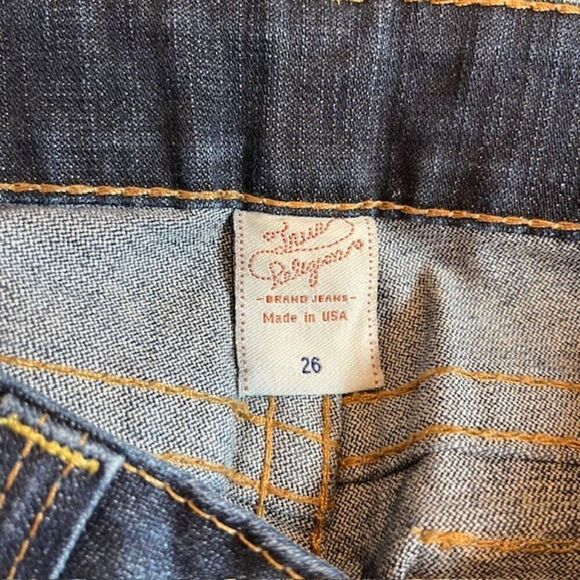 True
Religion
- BRAND JEANS -
Made in USA
26